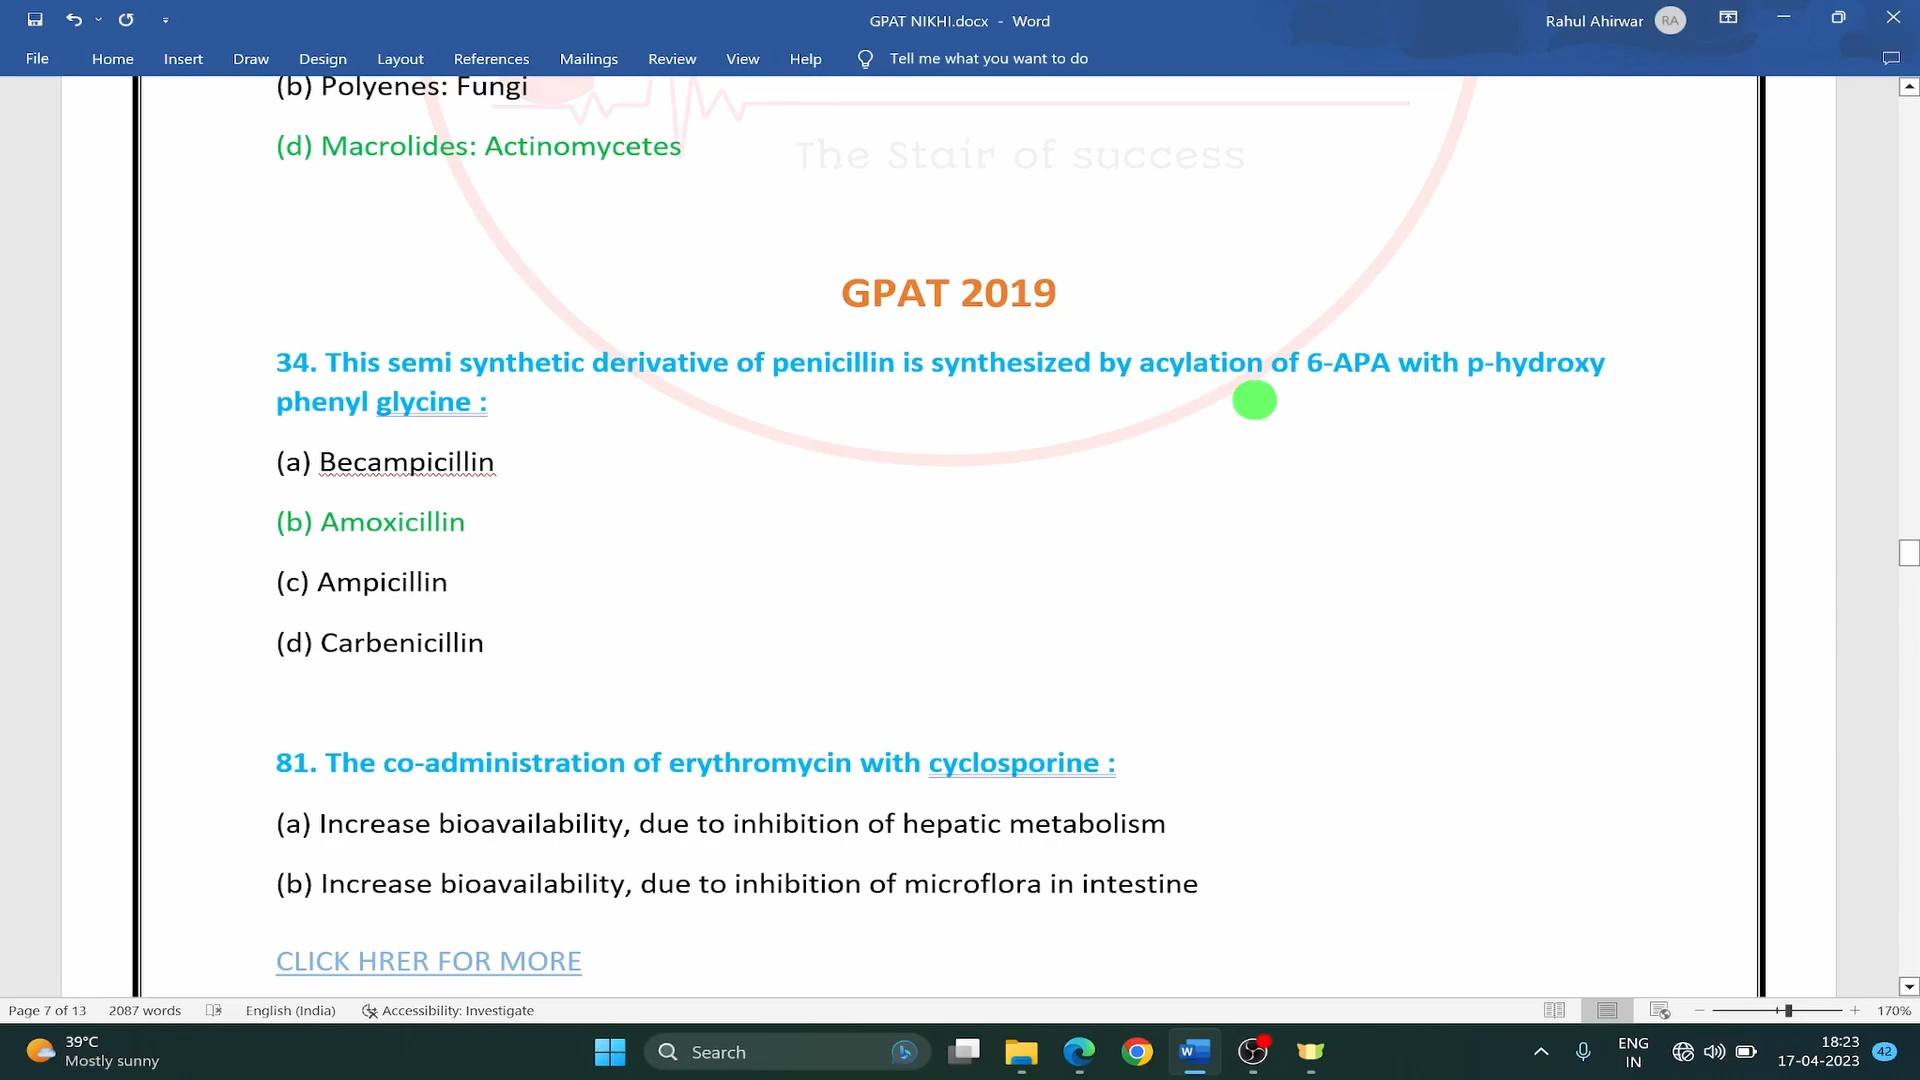 GPAT NIKHI.docx - Word
Rahul Ahirwar RA
File Home Insert Draw Design Layout References Mailings Review View Help Tell me what you want to do
(b) Polyenes: Fungi
(d) Macrolides: Actinomycetes
The Stair of success
GPAT 2019
34. This semi synthetic derivative of penicillin is synthesized by acylation of 6-APA with p-hydroxy
phenyl glycine :
(a) Becampicillin
(b) Amoxicillin
(c) Ampicillin
(d) Carbenicillin
81. The co-administration of erythromycin with cyclosporine :
(a) Increase bioavailability, due to inhibition of hepatic metabolism
(b) Increase bioavailability, due to inhibition of microflora in intestine
CLICK HRER FOR MORE
Page 7 of 13 2087 words English (India) Accessibility: Investigate 170%
39°C
Mostly sunny
Search
ENG
IN
18:23
17-04-2023
42